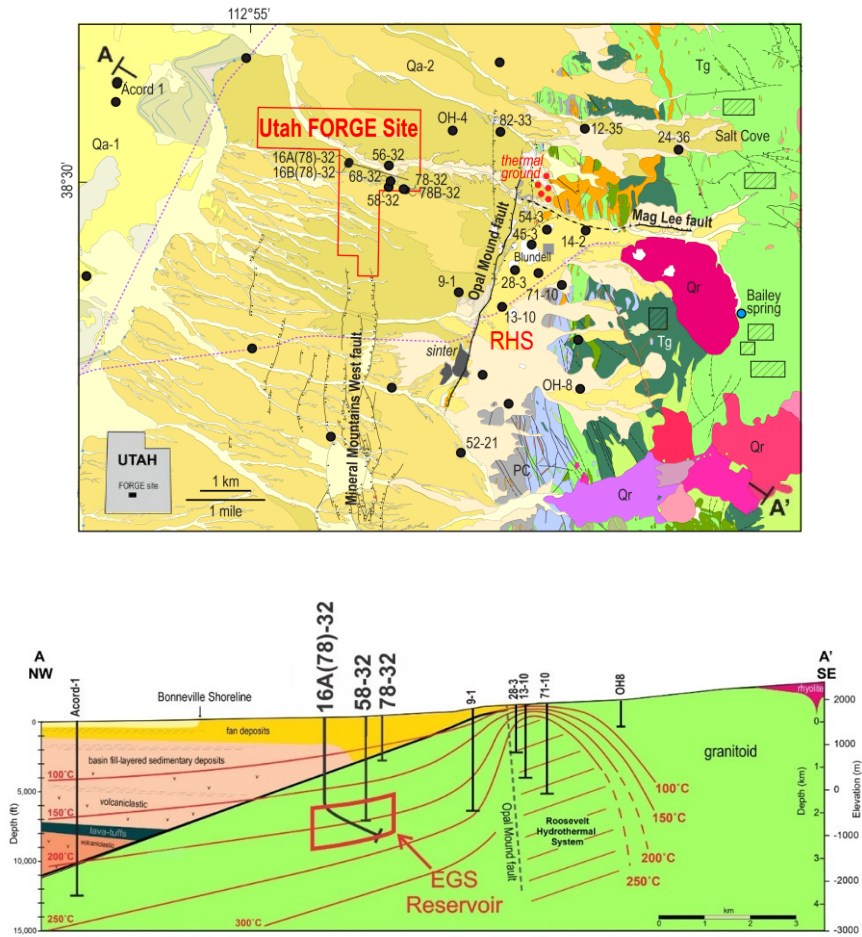 112°55'
A
Acord 1
Qa-2
Tg
Qa-1
OH-4
82-33
12-35
24-36
Salt Cove
Utah FORGE Site
38°30'
16A(78)-32
16B(78)-32
56-32
68-32
78-32
58-32
78B-32
thermal
ground
Mag Lee fault
54-3
45-3
14-2
Blundell
Opal Mound fault
9-1
28-3
71-10
13-10
Qr
Bailey
spring
RHS
Tg
sinter
OH-8
Mineral Mountains West fault
52-21
PC
Qr
Qr
UTAH
FORGE site
1 km
1 mile
A'
A
NW
A'
SE
Acord-1
Bonneville Shoreline
16A(78)-32
58-32
78-32
9-1
28-3
13-10
71-10
OH8
rhyolite
fan deposits
basin fill-layered sedimentary deposits
volcaniclastic
lava-tuffs
volcaniclastic
granitoid
100°C
150°C
200°C
250°C
300°C
100°C
150°C
200°C
250°C
Opal Mound fault
Roosevelt
Hydrothermal
System
EGS
Reservoir
Depth (ft)
0
5,000
10,000
15,000
Depth (km)
0
1
2
3
4
Elevation (m)
2000
1000
0
-1000
-2000
-3000
km
0 1 2 3